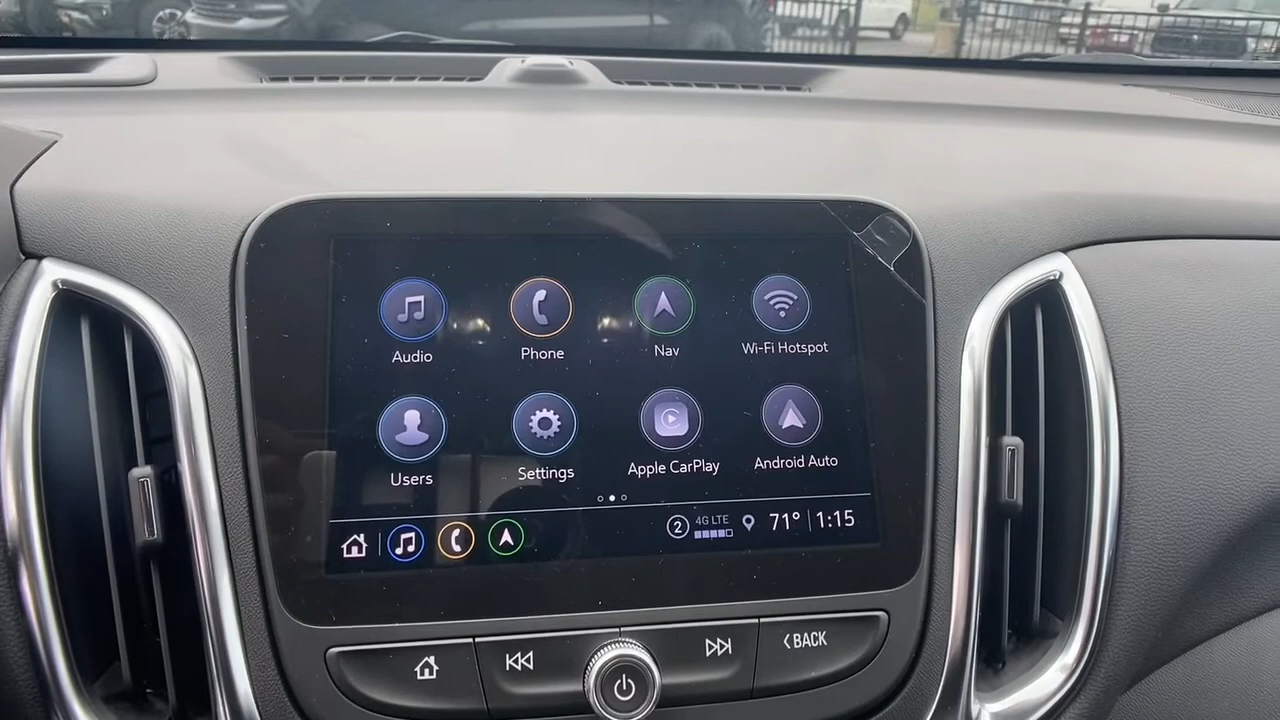 Audio Phone Nav Wi-Fi Hotspot
Users Settings Apple CarPlay Android Auto
2 4G LTE 71° 1:15
BACK